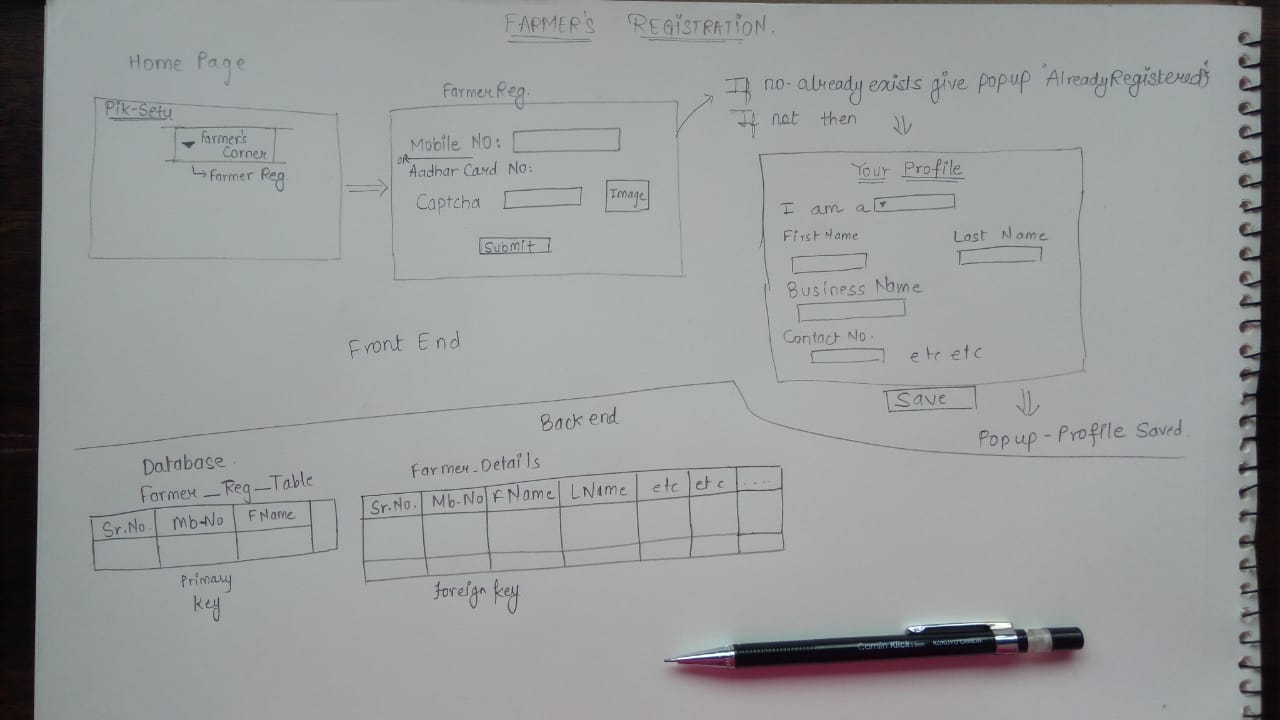 FARMER'S REGISTRATION.
Home Page
Pik-Setu
Farmer's
Corner
Farmer Reg.
Farmer Reg.
Mobile NO:
OR
Aadhar Card No:
Captcha
Image
Submit
If no. already exists give popup "Already Registered"
If not then
Your Profile
I am a
First Name
Last Name
Business Name
Contact No.
etc etc
Save
Popup - Profile Saved.
Front End
Back end
Database.
Farmer_Reg_Table
Sr.No. Mb-No FName
Primary
Key
Farmer_Details
Sr.No. Mb-No FName LName etc etc ....
Foreign key
Camlin Klick
KOKUYO CAMLIN